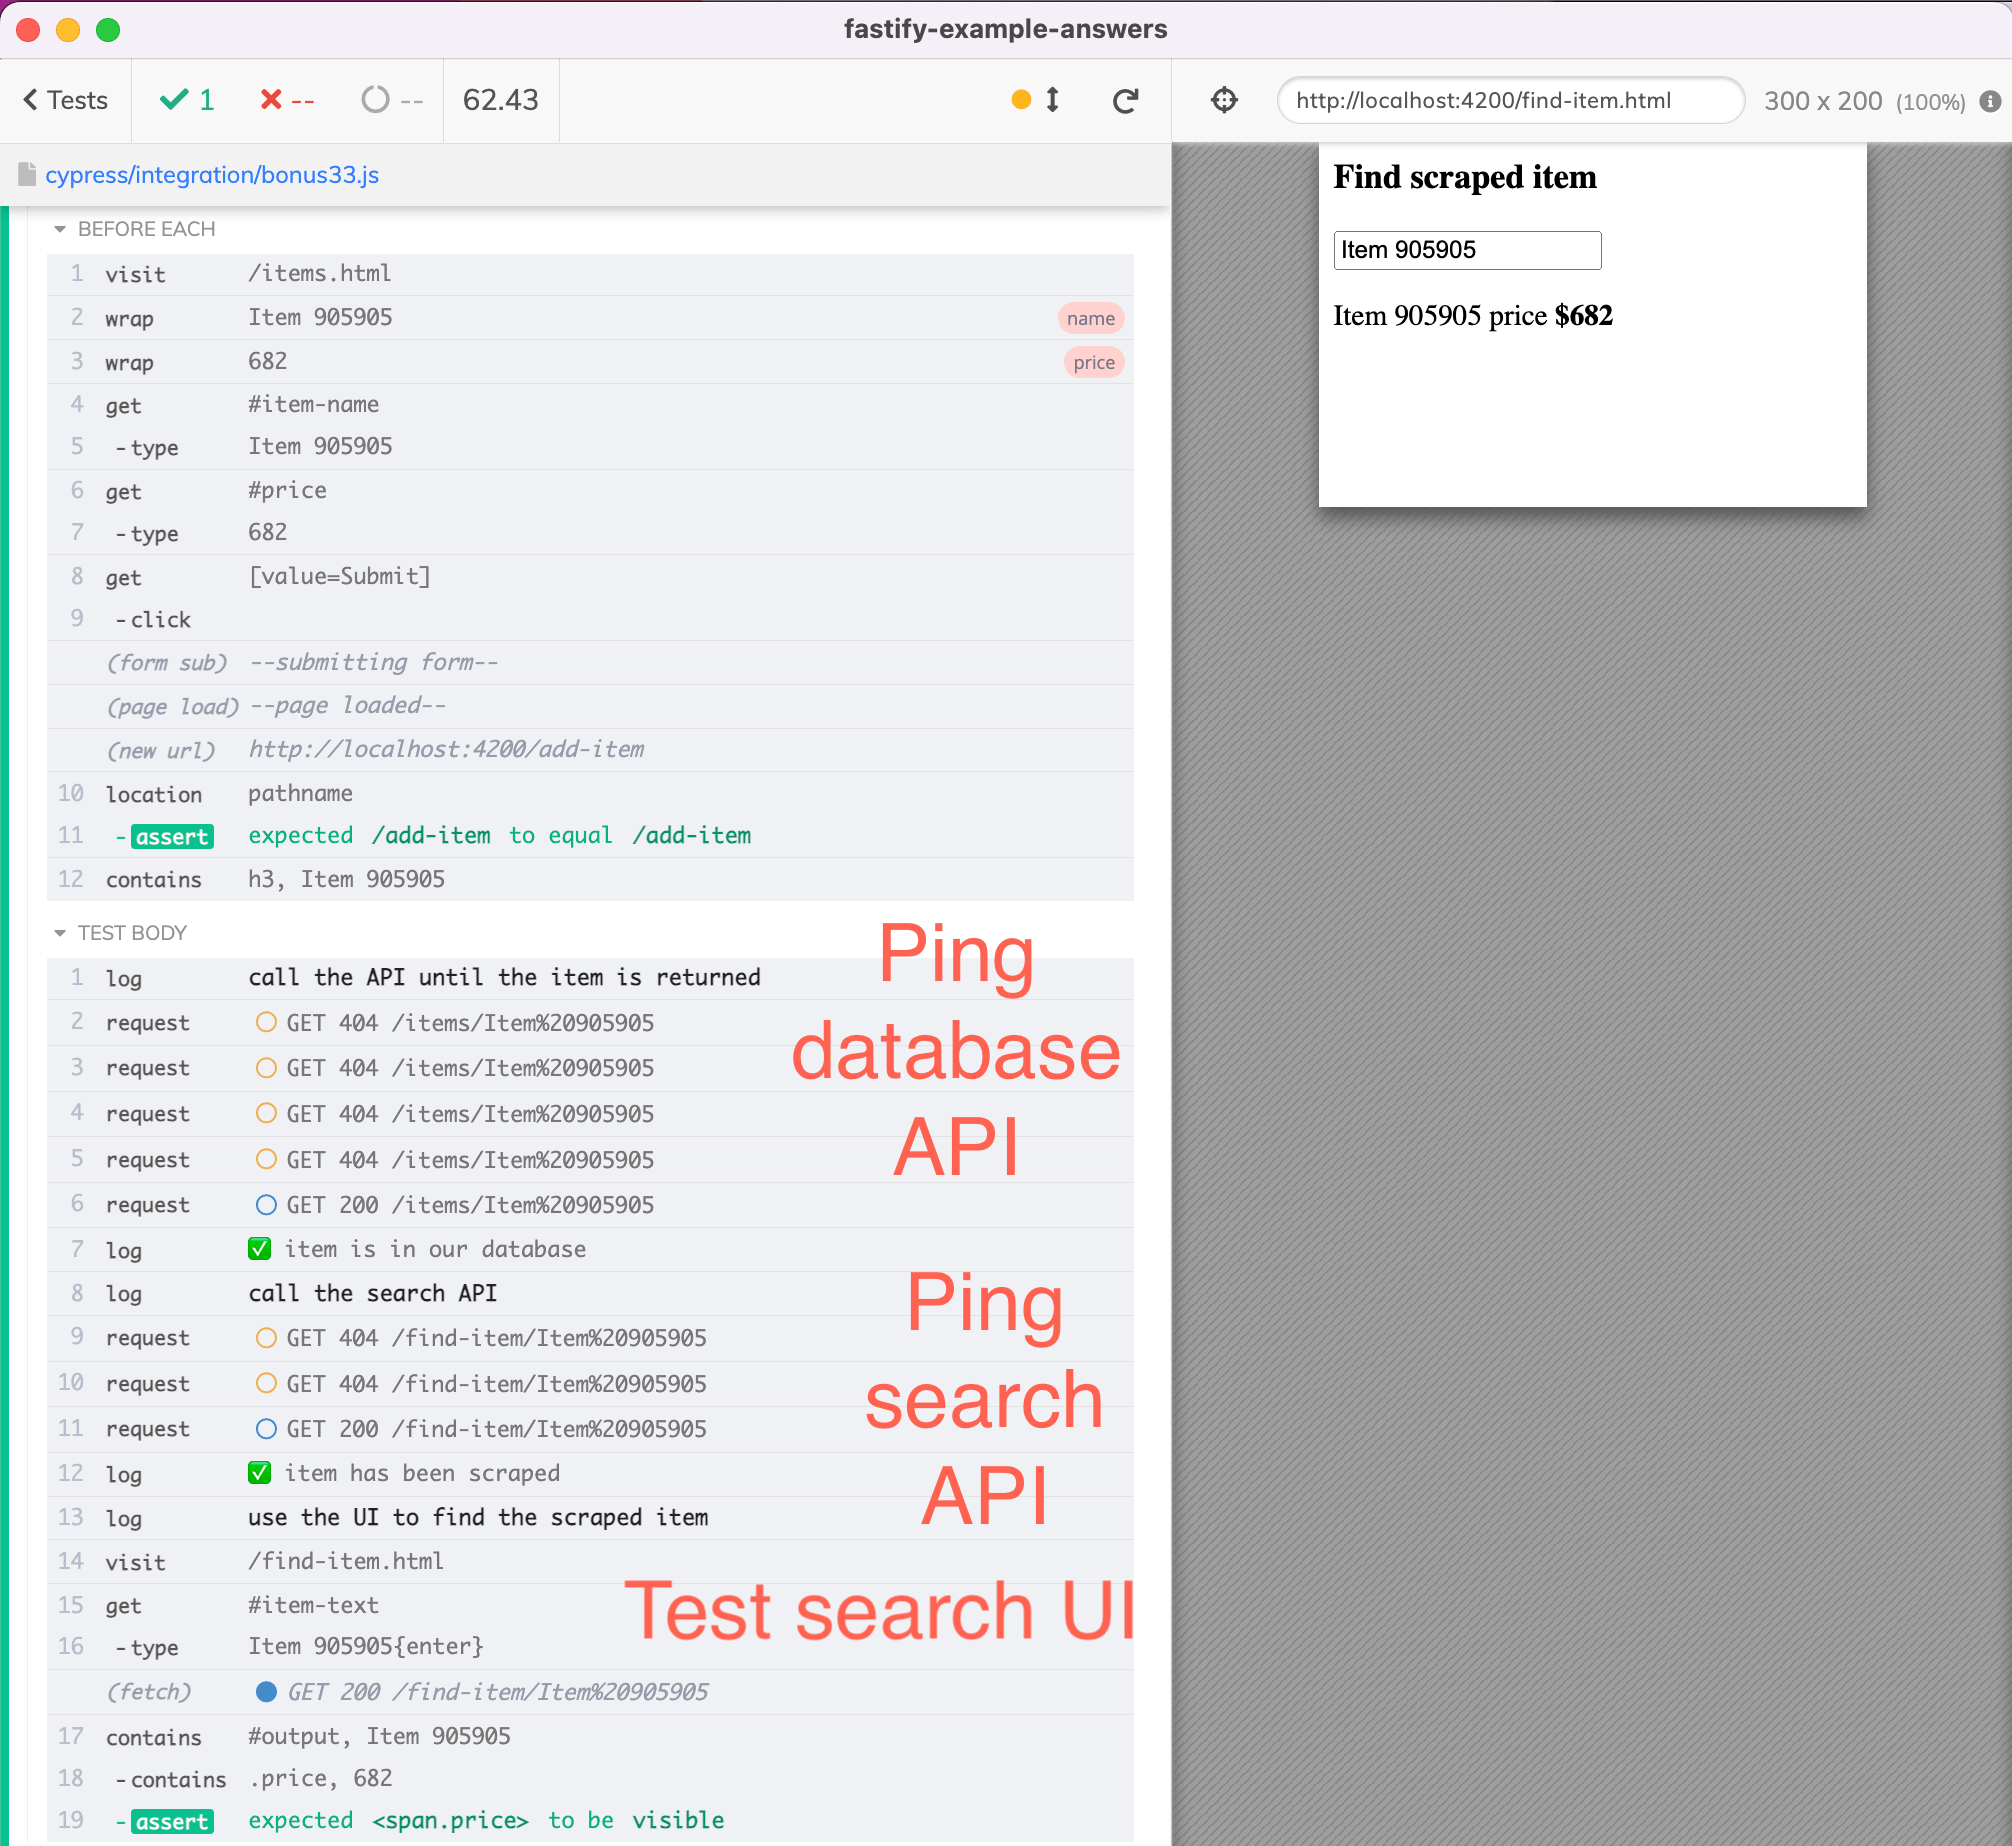 fastify-example-answers
Tests 1 -- -- 62.43
http://localhost:4200/find-item.html 300 x 200 (100%)
cypress/integration/bonus33.js
BEFORE EACH
1 visit /items.html
2 wrap Item 905905 name
3 wrap 682 price
4 get #item-name
5 -type Item 905905
6 get #price
7 -type 682
8 get [value=Submit]
9 -click
(form sub) --submitting form--
(page load) --page loaded--
(new url) http://localhost:4200/add-item
10 location pathname
11 -assert expected /add-item to equal /add-item
12 contains h3, Item 905905
TEST BODY
1 log call the API until the item is returned
2 request GET 404 /items/Item%20905905
3 request GET 404 /items/Item%20905905
4 request GET 404 /items/Item%20905905
5 request GET 404 /items/Item%20905905
6 request GET 200 /items/Item%20905905
7 log ✅ item is in our database
8 log call the search API
9 request GET 404 /find-item/Item%20905905
10 request GET 404 /find-item/Item%20905905
11 request GET 200 /find-item/Item%20905905
12 log ✅ item has been scraped
13 log use the UI to find the scraped item
14 visit /find-item.html
15 get #item-text
16 -type Item 905905{enter}
(fetch) GET 200 /find-item/Item%20905905
17 contains #output, Item 905905
18 -contains .price, 682
19 -assert expected <span.price> to be visible
Ping
database
API
Ping
search
API
Test search UI
Find scraped item
Item 905905
Item 905905 price $682